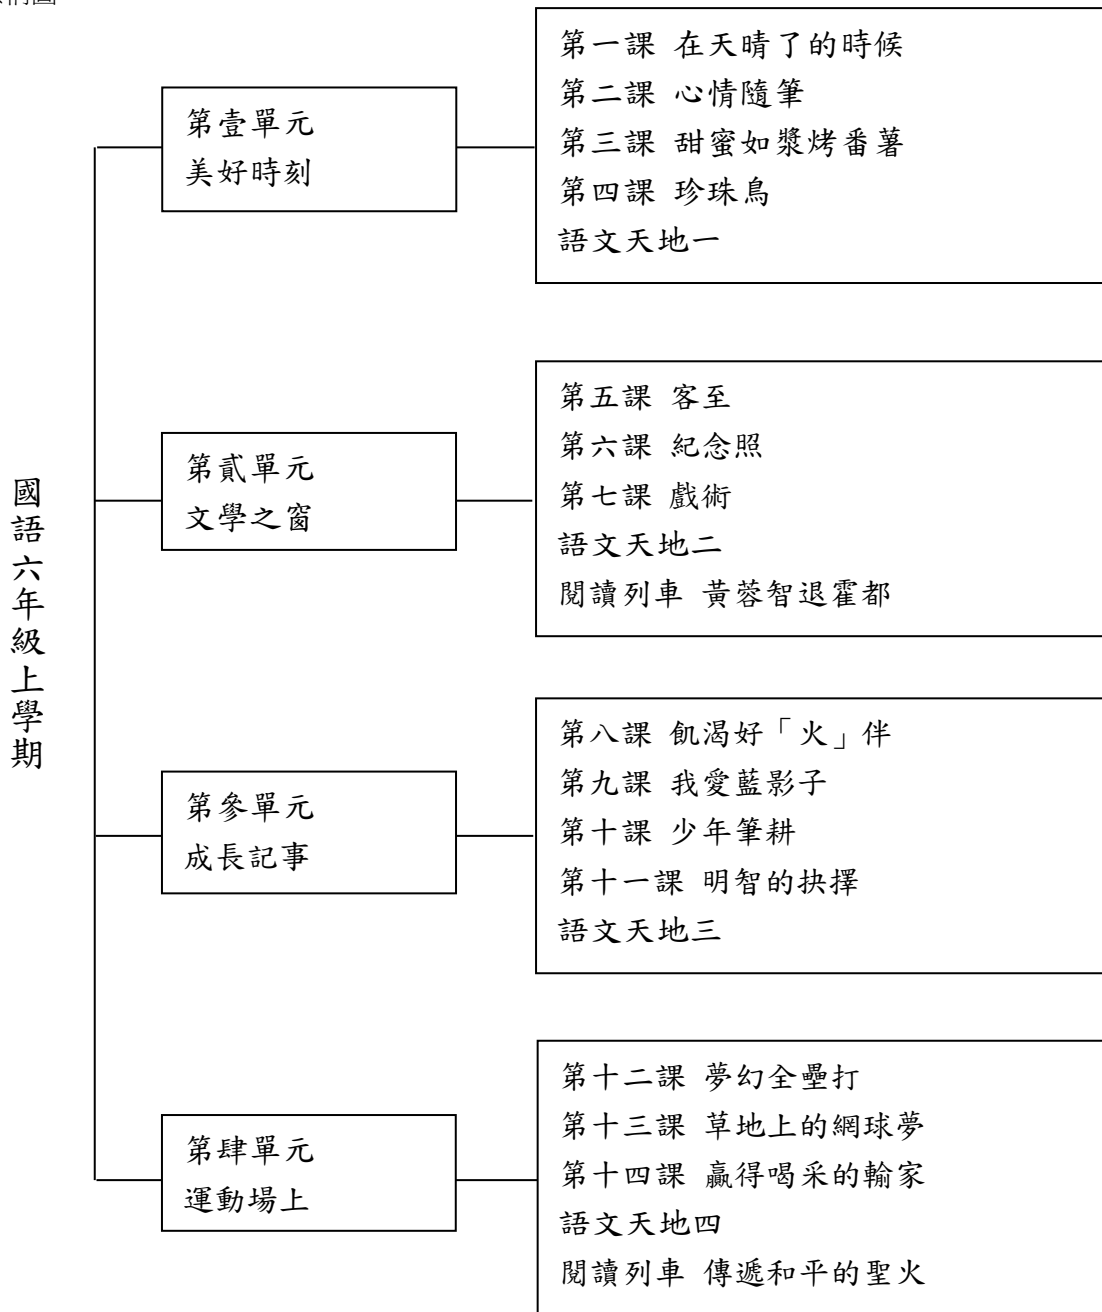 國語六年級上學期
第壹單元
美好時刻
第一課 在天晴了的時候
第二課 心情隨筆
第三課 甜蜜如漿烤番薯
第四課 珍珠鳥
語文天地一
第貳單元
文學之窗
第五課 客至
第六課 紀念照
第七課 戲術
語文天地二
閱讀列車 黃蓉智退霍都
第參單元
成長記事
第八課 飢渴好「火」伴
第九課 我愛藍影子
第十課 少年筆耕
第十一課 明智的抉擇
語文天地三
第肆單元
運動場上
第十二課 夢幻全壘打
第十三課 草地上的網球夢
第十四課 贏得喝采的輸家
語文天地四
閱讀列車 傳遞和平的聖火